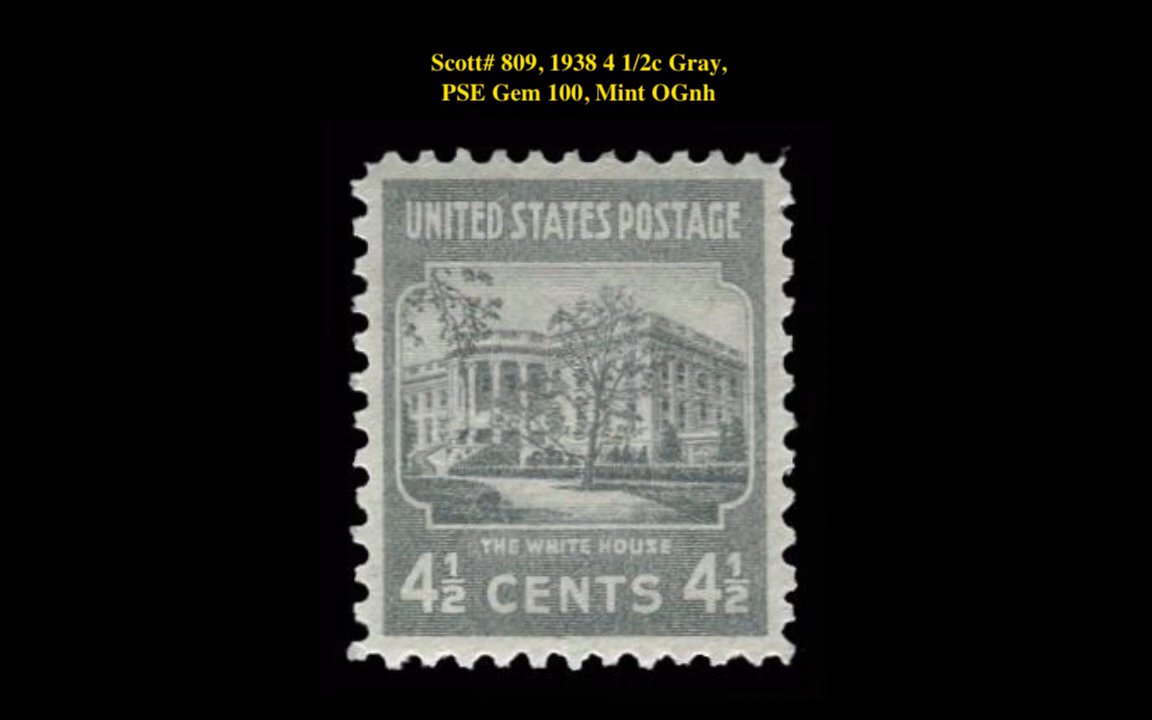 Scott# 809, 1938 4 1/2c Gray,
PSE Gem 100, Mint OGnh
UNITED STATES POSTAGE
THE WHITE HOUSE
4½ CENTS 4½